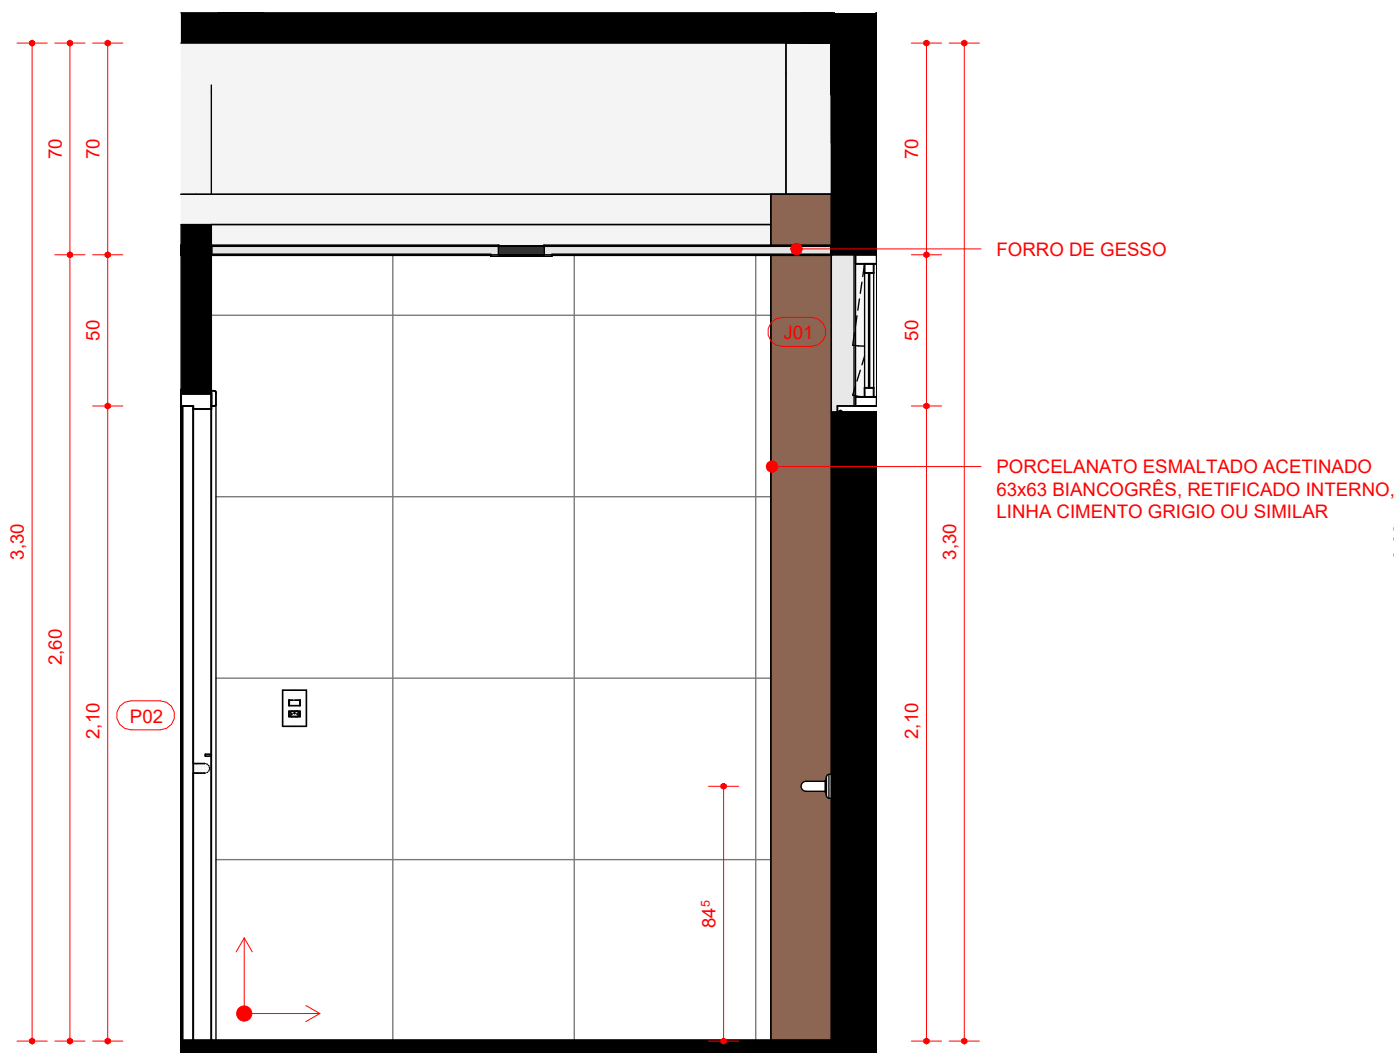 70
70
70
FORRO DE GESSO
50
50
J01
PORCELANATO ESMALTADO ACETINADO
63x63 BIANCOGRÊS, RETIFICADO INTERNO,
LINHA CIMENTO GRIGIO OU SIMILAR
3,30
3,30
2,60
2,10
P02
2,10
84⁵